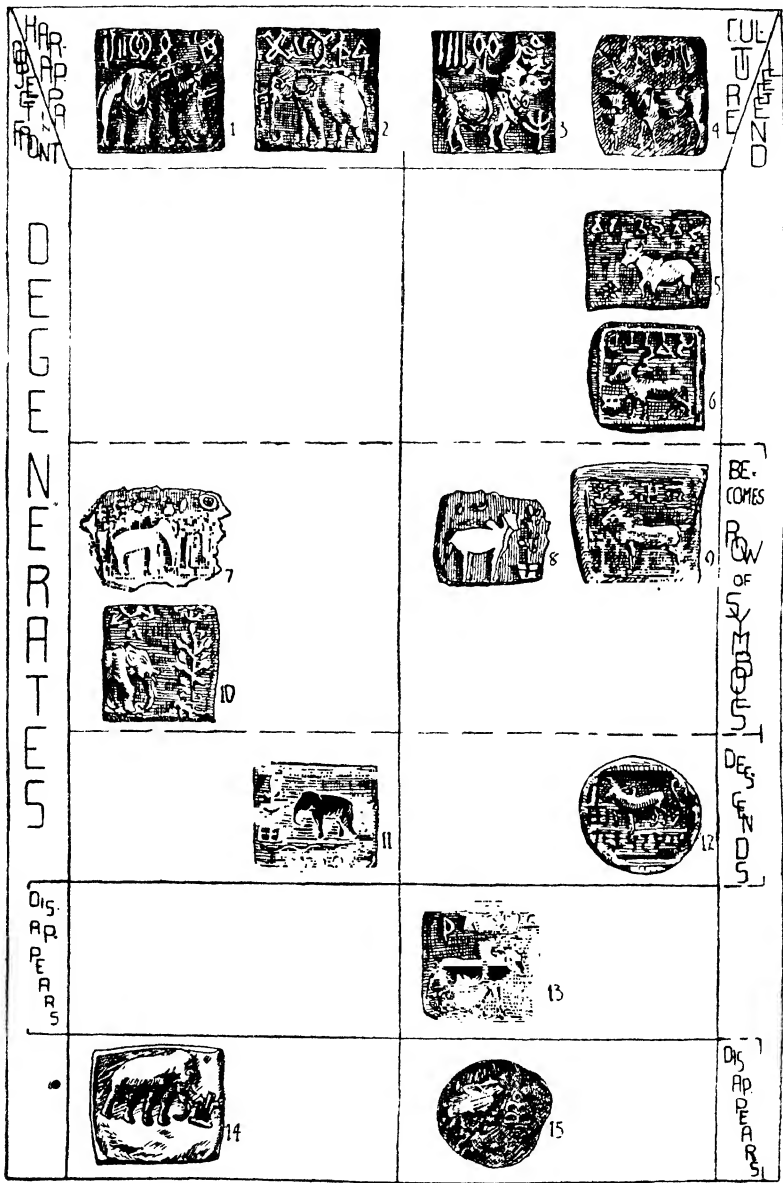 HARAPPA CULTURE
OBJECT IN FRONT
LEGEND
1
2
3
4
5
6
DEGENERATES
BECOMES ROW OF SYMBOLS
7
8
9
10
DESCENDS
11
12
DISAPPEARS
13
DISAPPEARS
14
15